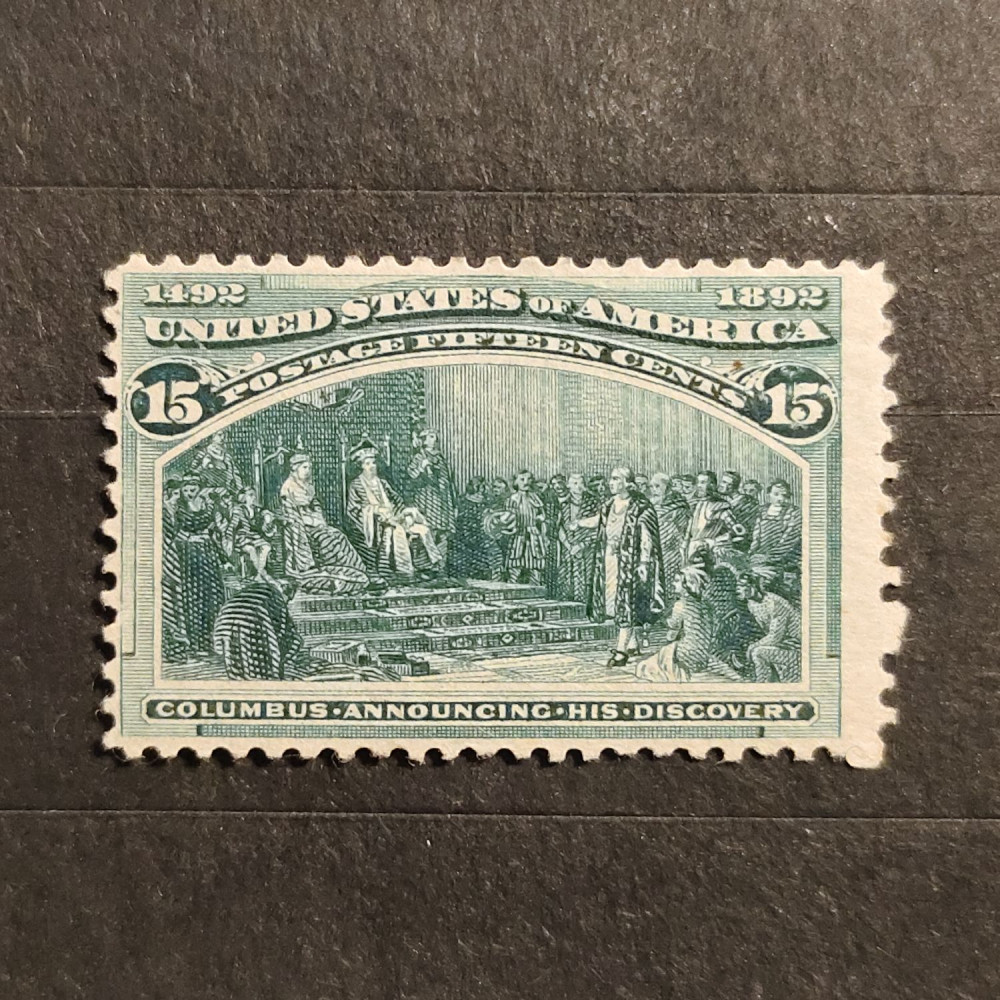 1492 1892
UNITED STATES OF AMERICA
POSTAGE FIFTEEN CENTS
15 15
COLUMBUS·ANNOUNCING·HIS·DISCOVERY